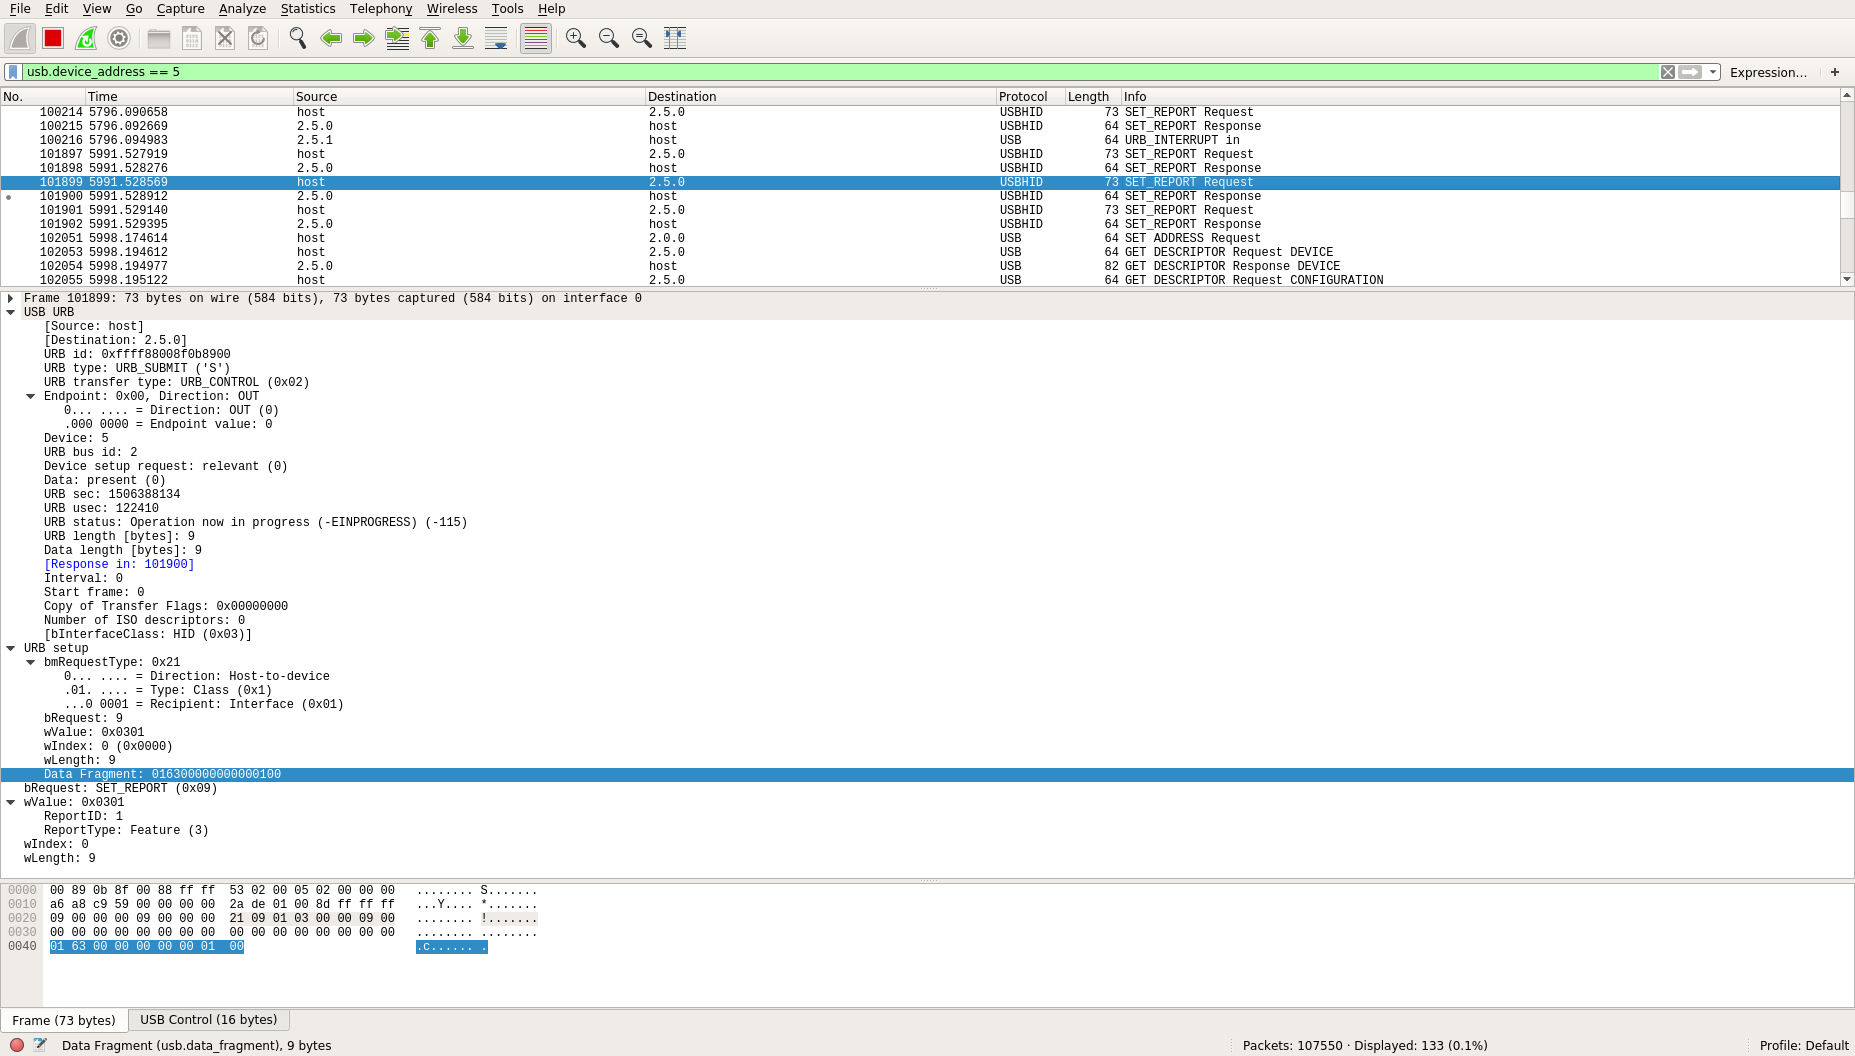 File Edit View Go Capture Analyze Statistics Telephony Wireless Tools Help
usb.device_address == 5 Expression... +
No. Time Source Destination Protocol Length Info
100214 5796.090658 host 2.5.0 USBHID 73 SET_REPORT Request
100215 5796.092669 2.5.0 host USBHID 64 SET_REPORT Response
100216 5796.094983 2.5.1 host USB 64 URB_INTERRUPT in
101897 5991.527919 host 2.5.0 USBHID 73 SET_REPORT Request
101898 5991.528276 2.5.0 host USBHID 64 SET_REPORT Response
101899 5991.528569 host 2.5.0 USBHID 73 SET_REPORT Request
101900 5991.528912 2.5.0 host USBHID 64 SET_REPORT Response
101901 5991.529140 host 2.5.0 USBHID 73 SET_REPORT Request
101902 5991.529395 2.5.0 host USBHID 64 SET_REPORT Response
102051 5998.174614 host 2.0.0 USB 64 SET ADDRESS Request
102053 5998.194612 host 2.5.0 USB 64 GET DESCRIPTOR Request DEVICE
102054 5998.194977 2.5.0 host USB 82 GET DESCRIPTOR Response DEVICE
102055 5998.195122 host 2.5.0 USB 64 GET DESCRIPTOR Request CONFIGURATION
Frame 101899: 73 bytes on wire (584 bits), 73 bytes captured (584 bits) on interface 0
USB URB
[Source: host]
[Destination: 2.5.0]
URB id: 0xffff88008f0b8900
URB type: URB_SUBMIT ('S')
URB transfer type: URB_CONTROL (0x02)
Endpoint: 0x00, Direction: OUT
0... .... = Direction: OUT (0)
.000 0000 = Endpoint value: 0
Device: 5
URB bus id: 2
Device setup request: relevant (0)
Data: present (0)
URB sec: 1506388134
URB usec: 122410
URB status: Operation now in progress (-EINPROGRESS) (-115)
URB length [bytes]: 9
Data length [bytes]: 9
[Response in: 101900]
Interval: 0
Start frame: 0
Copy of Transfer Flags: 0x00000000
Number of ISO descriptors: 0
[bInterfaceClass: HID (0x03)]
URB setup
bmRequestType: 0x21
0... .... = Direction: Host-to-device
.01. .... = Type: Class (0x1)
...0 0001 = Recipient: Interface (0x01)
bRequest: 9
wValue: 0x0301
wIndex: 0 (0x0000)
wLength: 9
Data Fragment: 016300000000000100
bRequest: SET_REPORT (0x09)
wValue: 0x0301
ReportID: 1
ReportType: Feature (3)
wIndex: 0
wLength: 9
0000 00 89 0b 8f 00 88 ff ff 53 02 00 05 02 00 00 00 ........ S.......
0010 a6 a8 c9 59 00 00 00 00 2a de 01 00 8d ff ff ff ...Y.... *.......
0020 09 00 00 00 09 00 00 00 21 09 01 03 00 00 09 00 ........ !.......
0030 00 00 00 00 00 00 00 00 00 00 00 00 00 00 00 00 ........ ........
0040 01 63 00 00 00 00 00 01 00 .c...... .
Frame (73 bytes) USB Control (16 bytes)
Data Fragment (usb.data_fragment), 9 bytes Packets: 107550 · Displayed: 133 (0.1%) Profile: Default